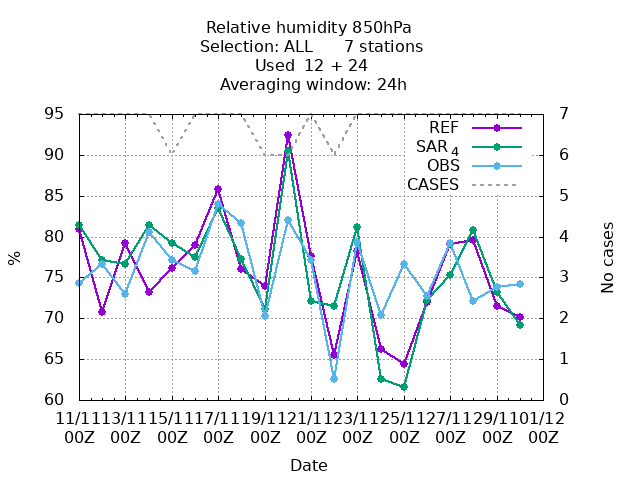 Relative humidity 850hPa
Selection: ALL 7 stations
Used 12 + 24
Averaging window: 24h
95 7
REF
SAR 4
90 6
OBS
CASES
85 5
80 4
%
No cases
75 3
70 2
65 1
60 0
11/11 13/11 15/11 17/11 19/11 21/11 23/11 25/11 27/11 29/11 01/12
00Z 00Z 00Z 00Z 00Z 00Z 00Z 00Z 00Z 00Z 00Z
Date